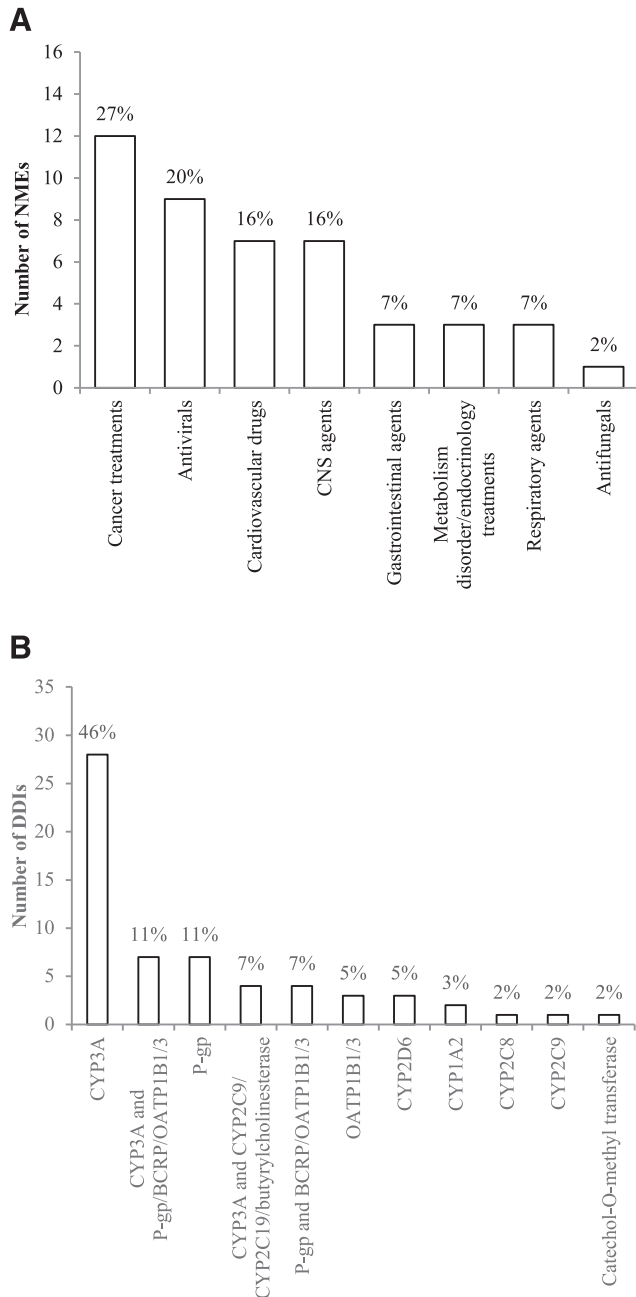 A
Number of NMEs
16
14
12
10
8
6
4
2
0
27%
20%
16%
16%
7%
7%
7%
2%
Cancer treatments
Antivirals
Cardiovascular drugs
CNS agents
Gastrointestinal agents
Metabolism
disorder/endocrinology
treatments
Respiratory agents
Antifungals
B
Number of DDIs
35
30
25
20
15
10
5
0
46%
11%
11%
7%
7%
5%
5%
3%
2%
2%
2%
CYP3A
CYP3A and
P-gp/BCRP/OATP1B1/3
P-gp
CYP3A and CYP2C9/
CYP2C19/butyrylcholinesterase
P-gp and BCRP/OATP1B1/3
OATP1B1/3
CYP2D6
CYP1A2
CYP2C8
CYP2C9
Catechol-O-methyl transferase